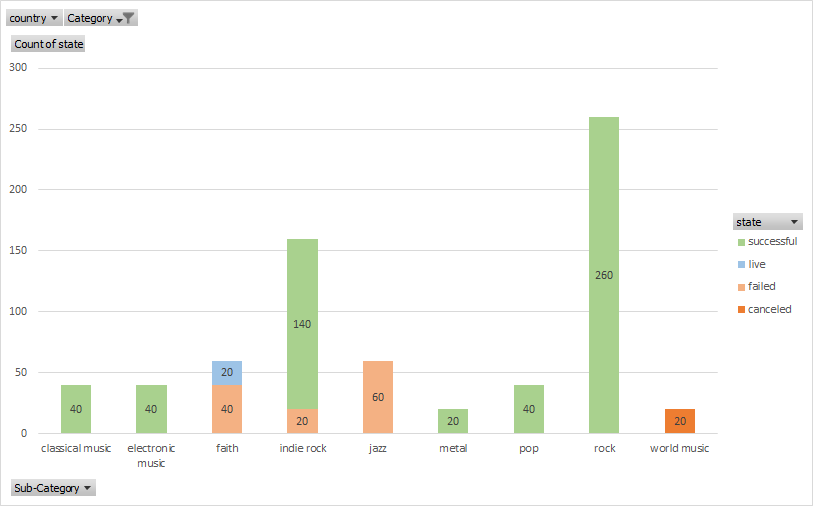 country Category
Count of state
300
250
200
150
100
50
0
40
40
20
40
140
20
60
20
40
260
20
classical music electronic music faith indie rock jazz metal pop rock world music
state
successful
live
failed
canceled
Sub-Category